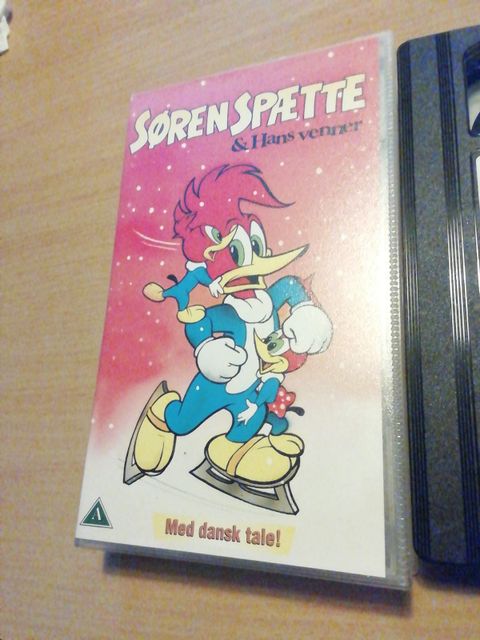 SØREN SPÆTTE
& Hans venner
A
Med dansk tale!